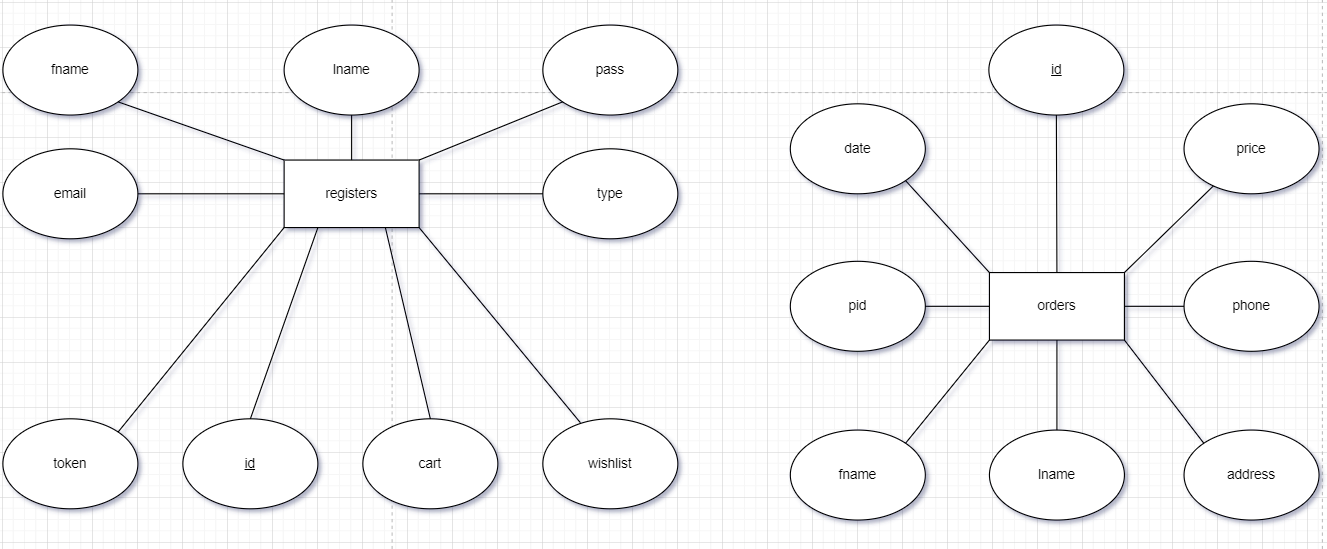 fname
lname
pass
email
registers
type
token
id
cart
wishlist
id
date
price
pid
orders
phone
fname
lname
address